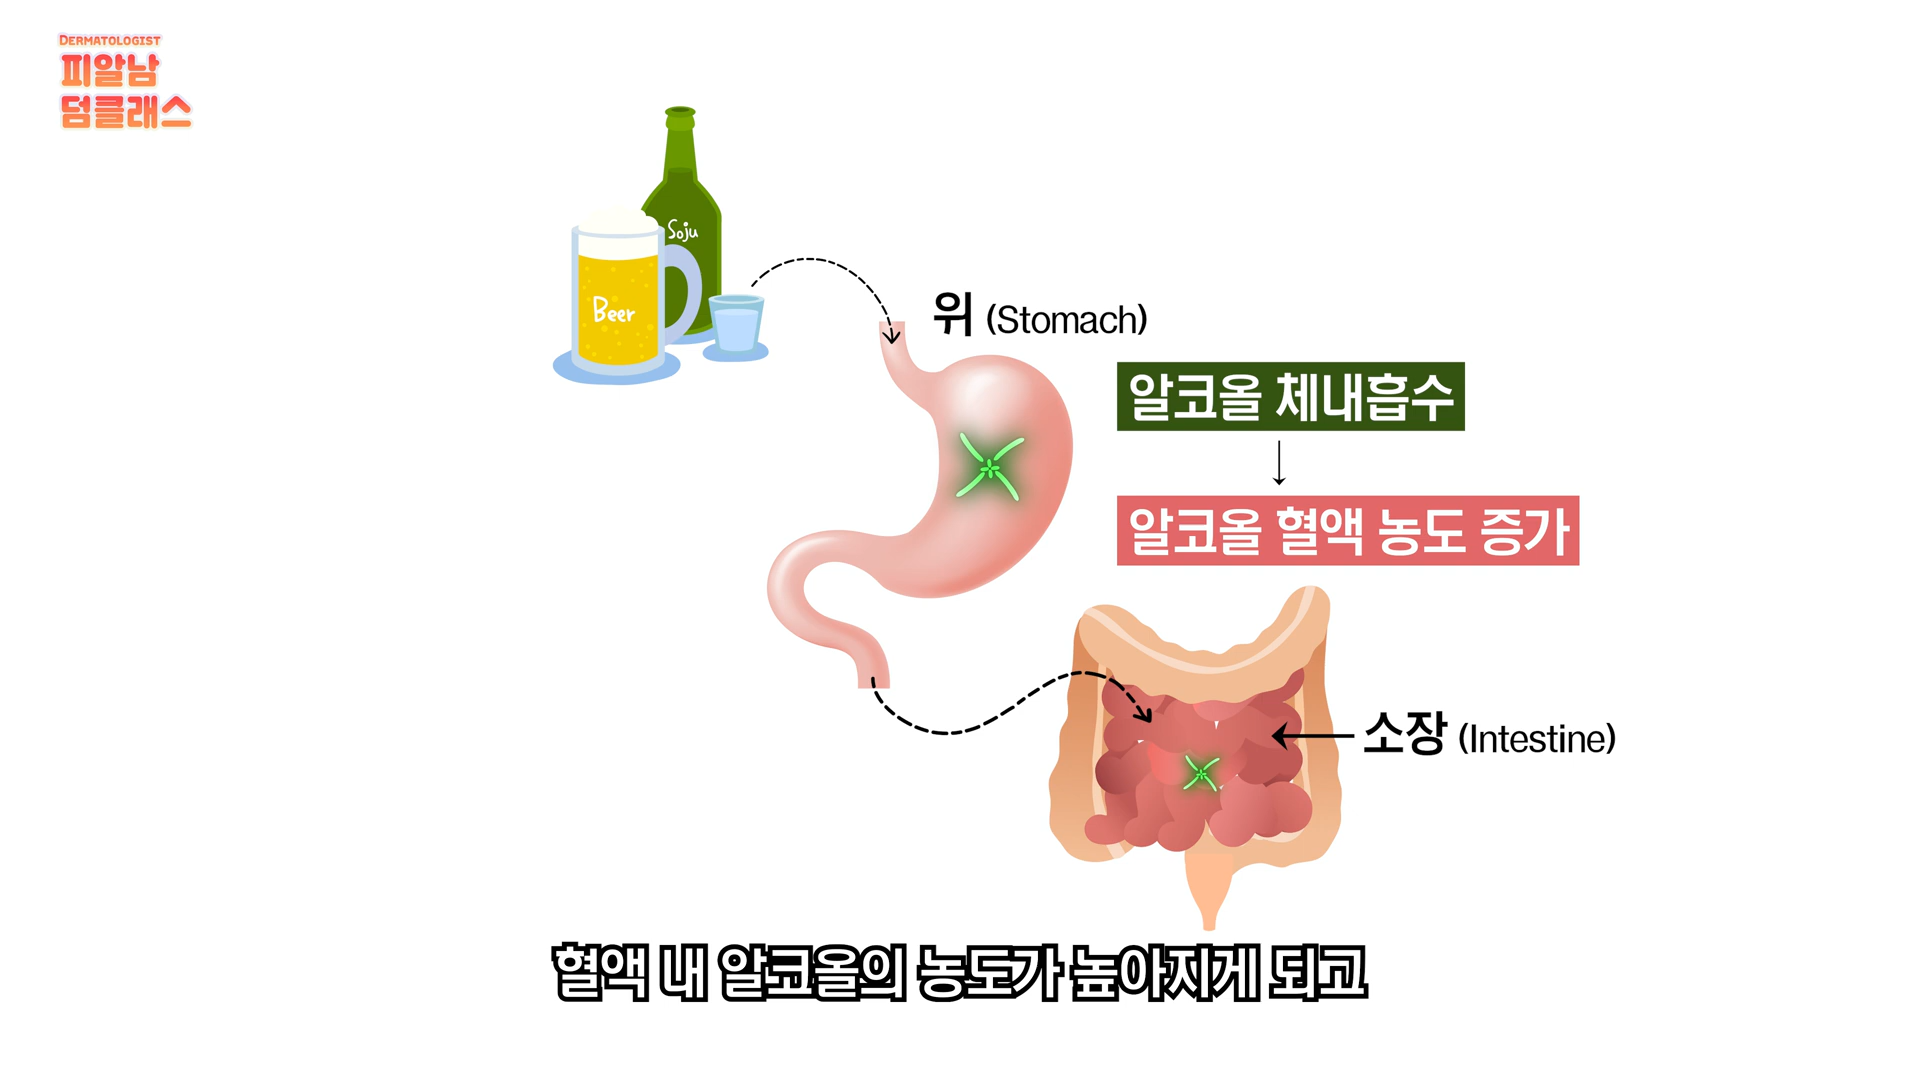 DERMATOLOGIST
피알남
덤클래스
Soju
Beer
위 (Stomach)
알코올 체내흡수
알코올 혈액 농도 증가
소장 (Intestine)
혈액 내 알코올의 농도가 높아지게 되고